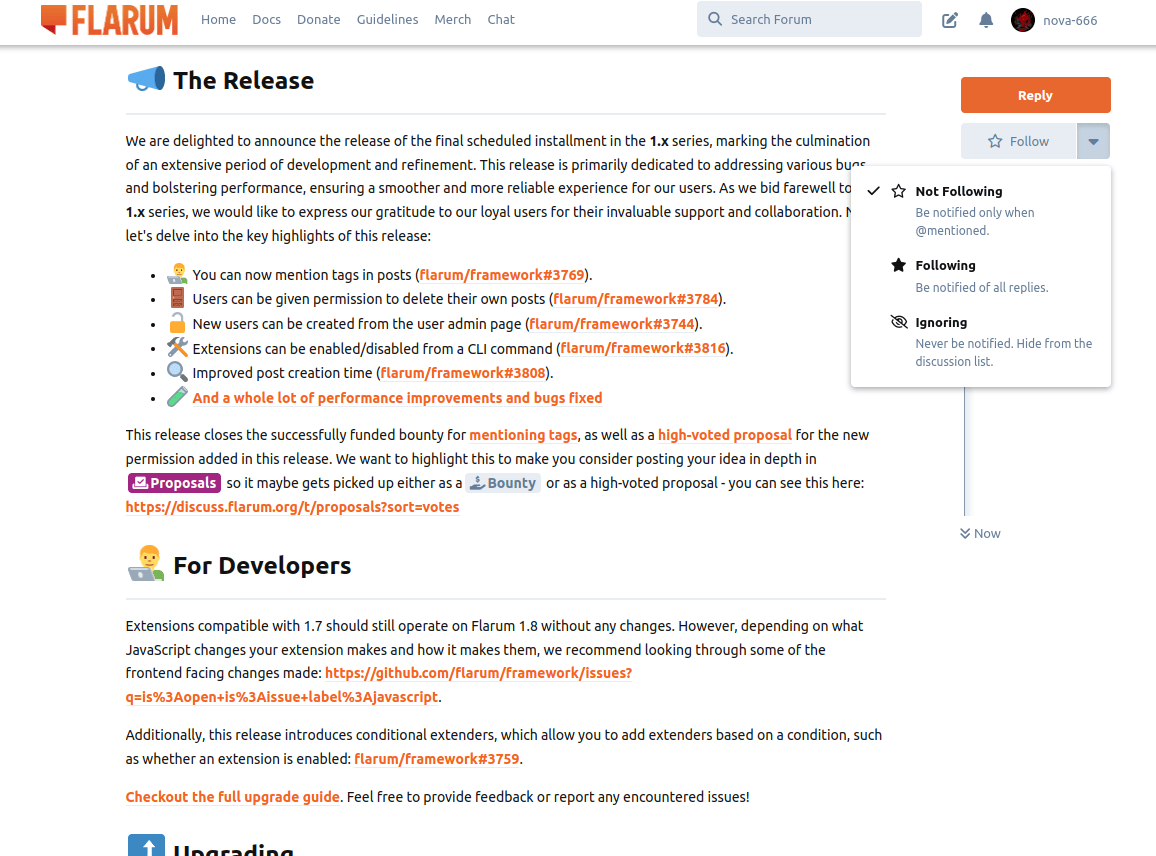 FLARUM Home Docs Donate Guidelines Merch Chat Search Forum nova-666
The Release
We are delighted to announce the release of the final scheduled installment in the 1.x series, marking the culmination
of an extensive period of development and refinement. This release is primarily dedicated to addressing various bugs
and bolstering performance, ensuring a smoother and more reliable experience for our users. As we bid farewell to
1.x series, we would like to express our gratitude to our loyal users for their invaluable support and collaboration.
let's delve into the key highlights of this release:
You can now mention tags in posts (flarum/framework#3769).
Users can be given permission to delete their own posts (flarum/framework#3784).
New users can be created from the user admin page (flarum/framework#3744).
Extensions can be enabled/disabled from a CLI command (flarum/framework#3816).
Improved post creation time (flarum/framework#3808).
And a whole lot of performance improvements and bugs fixed
This release closes the successfully funded bounty for mentioning tags, as well as a high-voted proposal for the new
permission added in this release. We want to highlight this to make you consider posting your idea in depth in
Proposals so it maybe gets picked up either as a Bounty or as a high-voted proposal - you can see this here:
https://discuss.flarum.org/t/proposals?sort=votes
For Developers
Extensions compatible with 1.7 should still operate on Flarum 1.8 without any changes. However, depending on what
JavaScript changes your extension makes and how it makes them, we recommend looking through some of the
frontend facing changes made: https://github.com/flarum/framework/issues?
q=is%3Aopen+is%3Aissue+label%3Ajavascript.
Additionally, this release introduces conditional extenders, which allow you to add extenders based on a condition, such
as whether an extension is enabled: flarum/framework#3759.
Checkout the full upgrade guide. Feel free to provide feedback or report any encountered issues!
Upgrading
Reply
Follow
Not Following
Be notified only when
@mentioned.
Following
Be notified of all replies.
Ignoring
Never be notified. Hide from the
discussion list.
Now